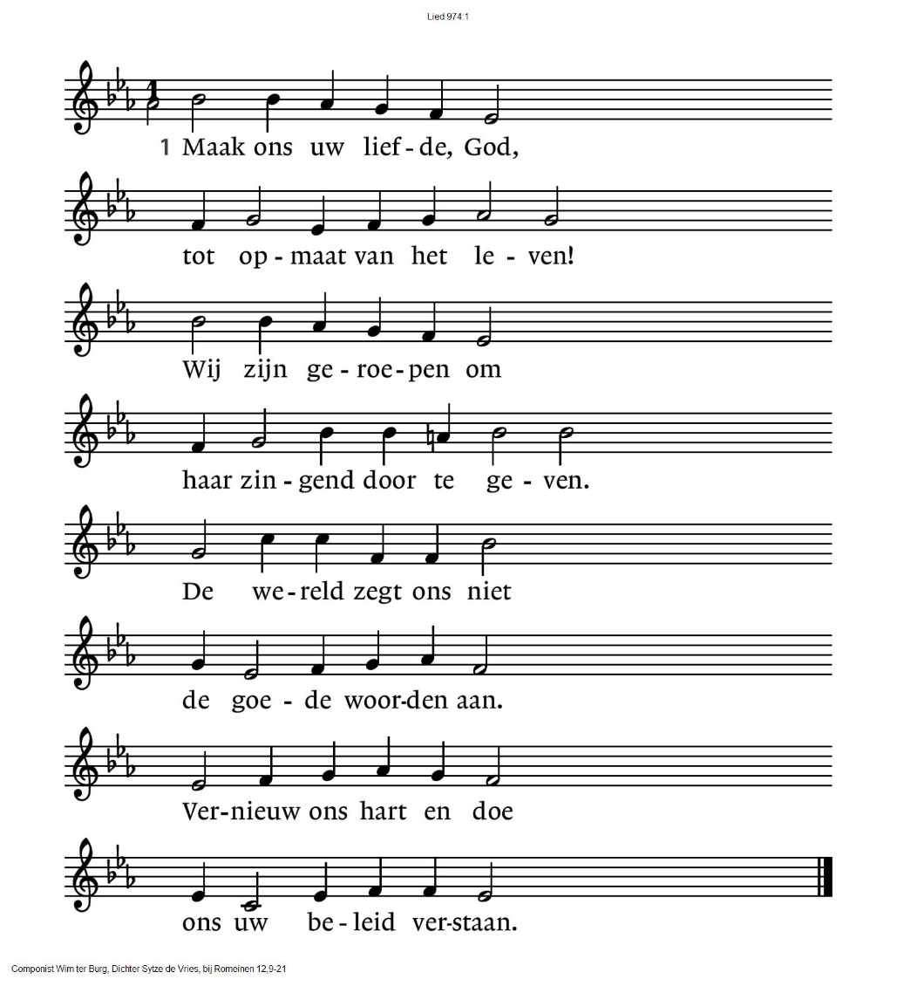 Lied 974:1
1
1 Maak ons uw lief - de, God,
tot op - maat van het le - ven!
Wij zijn ge - roe - pen om
haar zin - gend door te ge - ven.
De we - reld zegt ons niet
de goe - de woor-den aan.
Ver-nieuw ons hart en doe
ons uw be - leid ver-staan.
Componist Wim ter Burg, Dichter Sytze de Vries, bij Romeinen 12,9-21